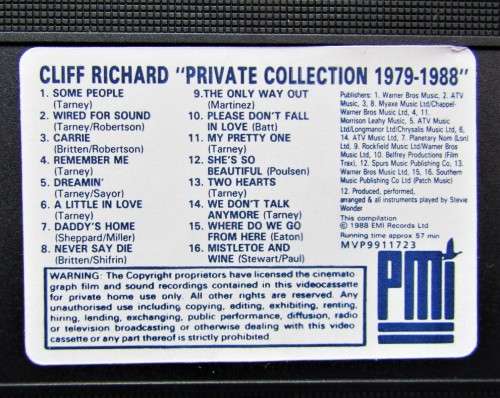 CLIFF RICHARD "PRIVATE COLLECTION 1979-1988"
1. SOME PEOPLE
(Tarney)
2. WIRED FOR SOUND
(Tarney/Robertson)
3. CARRIE
(Britten/Robertson)
4. REMEMBER ME
(Tarney)
5. DREAMIN'
(Tarney/Sayor)
6. A LITTLE IN LOVE
(Tarney)
7. DADDY'S HOME
(Sheppard/Miller)
8. NEVER SAY DIE
(Britten/Shifrin)
9. THE ONLY WAY OUT
(Martinez)
10. PLEASE DON'T FALL
IN LOVE (Batt)
11. MY PRETTY ONE
(Tarney)
12. SHE'S SO
BEAUTIFUL (Poulsen)
13. TWO HEARTS
(Tarney)
14. WE DON'T TALK
ANYMORE (Tarney)
15. WHERE DO WE GO
FROM HERE (Eaton)
16. MISTLETOE AND
WINE (Stewart/Paul)
Publishers: 1, Warner Bros Music, 2, ATV
Music, 3, 8, Myaxe Music Ltd/Chappel-
Warner Bros Music Ltd, 4, 11,
Morrison Leahy Music, 5, ATV Music
Ltd/Longmanor Ltd/Chrysalis Music Ltd, 6,
14, ATV Music Ltd, 7, Planetary Nom (Lon)
Ltd, 9, Rockfield Music Ltd/Warner Bros
Music Ltd, 10, Belfrey Productions (Film
Trax), 12, Spurs Music Publishing Co, 13,
Warner Bros Music Ltd, 15, 16, Southern
Music Publishing Co Ltd (Patch Music)
12. Produced, performed,
arranged & all instruments played by Stevie
Wonder
This compilation
© 1988 EMI Records Ltd
Running time approx 57 min
MVP9911723
WARNING: The Copyright proprietors have licensed the cinemato
graph film and sound recordings contained in this videocassette
for private home use only. All other rights are reserved. Any
unauthorised use including copying, editing, exhibiting, renting,
hiring, lending, exchanging, public performance, diffusion, radio
or television broadcasting or otherwise dealing with this video
cassette or any part thereof is strictly prohibited
PMI